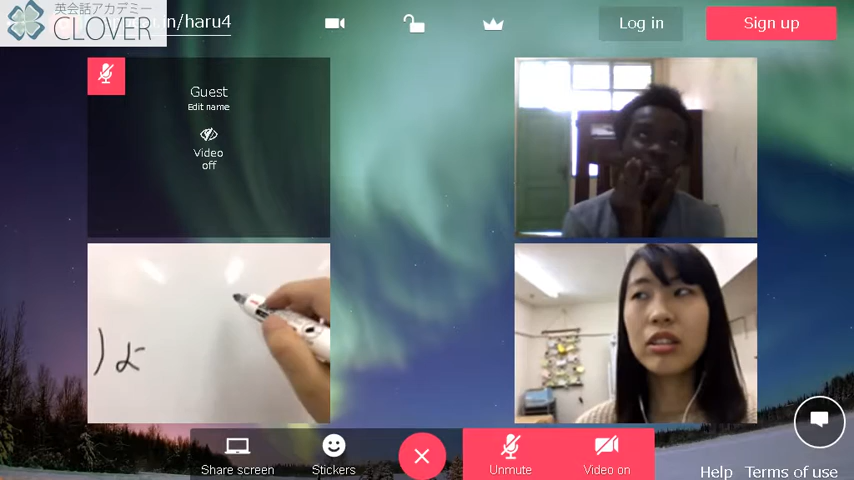 英会話アカデミー
CLOVER
in/haru4
Log in
Sign up
Guest
Edit name
Video
off
Share screen
Stickers
Unmute
Video on
Help
Terms of use